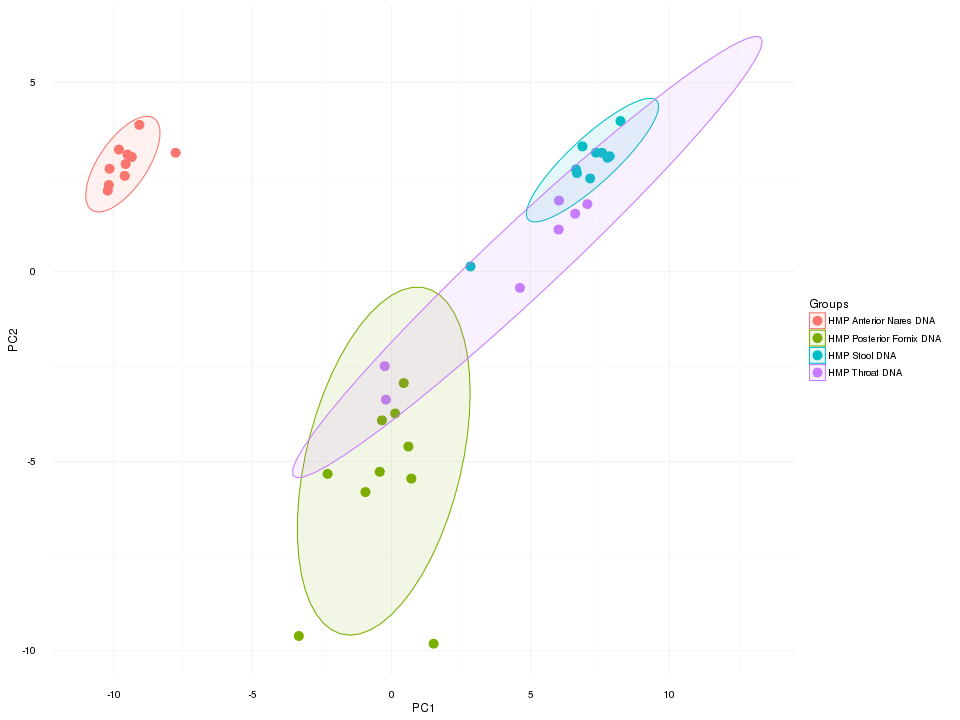 5
0
-5
-10
PC2
-10
-5
0
5
10
PC1
Groups
HMP Anterior Nares DNA
HMP Posterior Fornix DNA
HMP Stool DNA
HMP Throat DNA